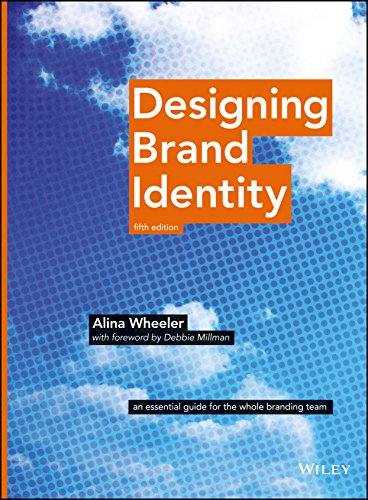 Designing
Brand
Identity
fifth edition
Alina Wheeler
with foreword by Debbie Millman
an essential guide for the whole branding team
WILEY